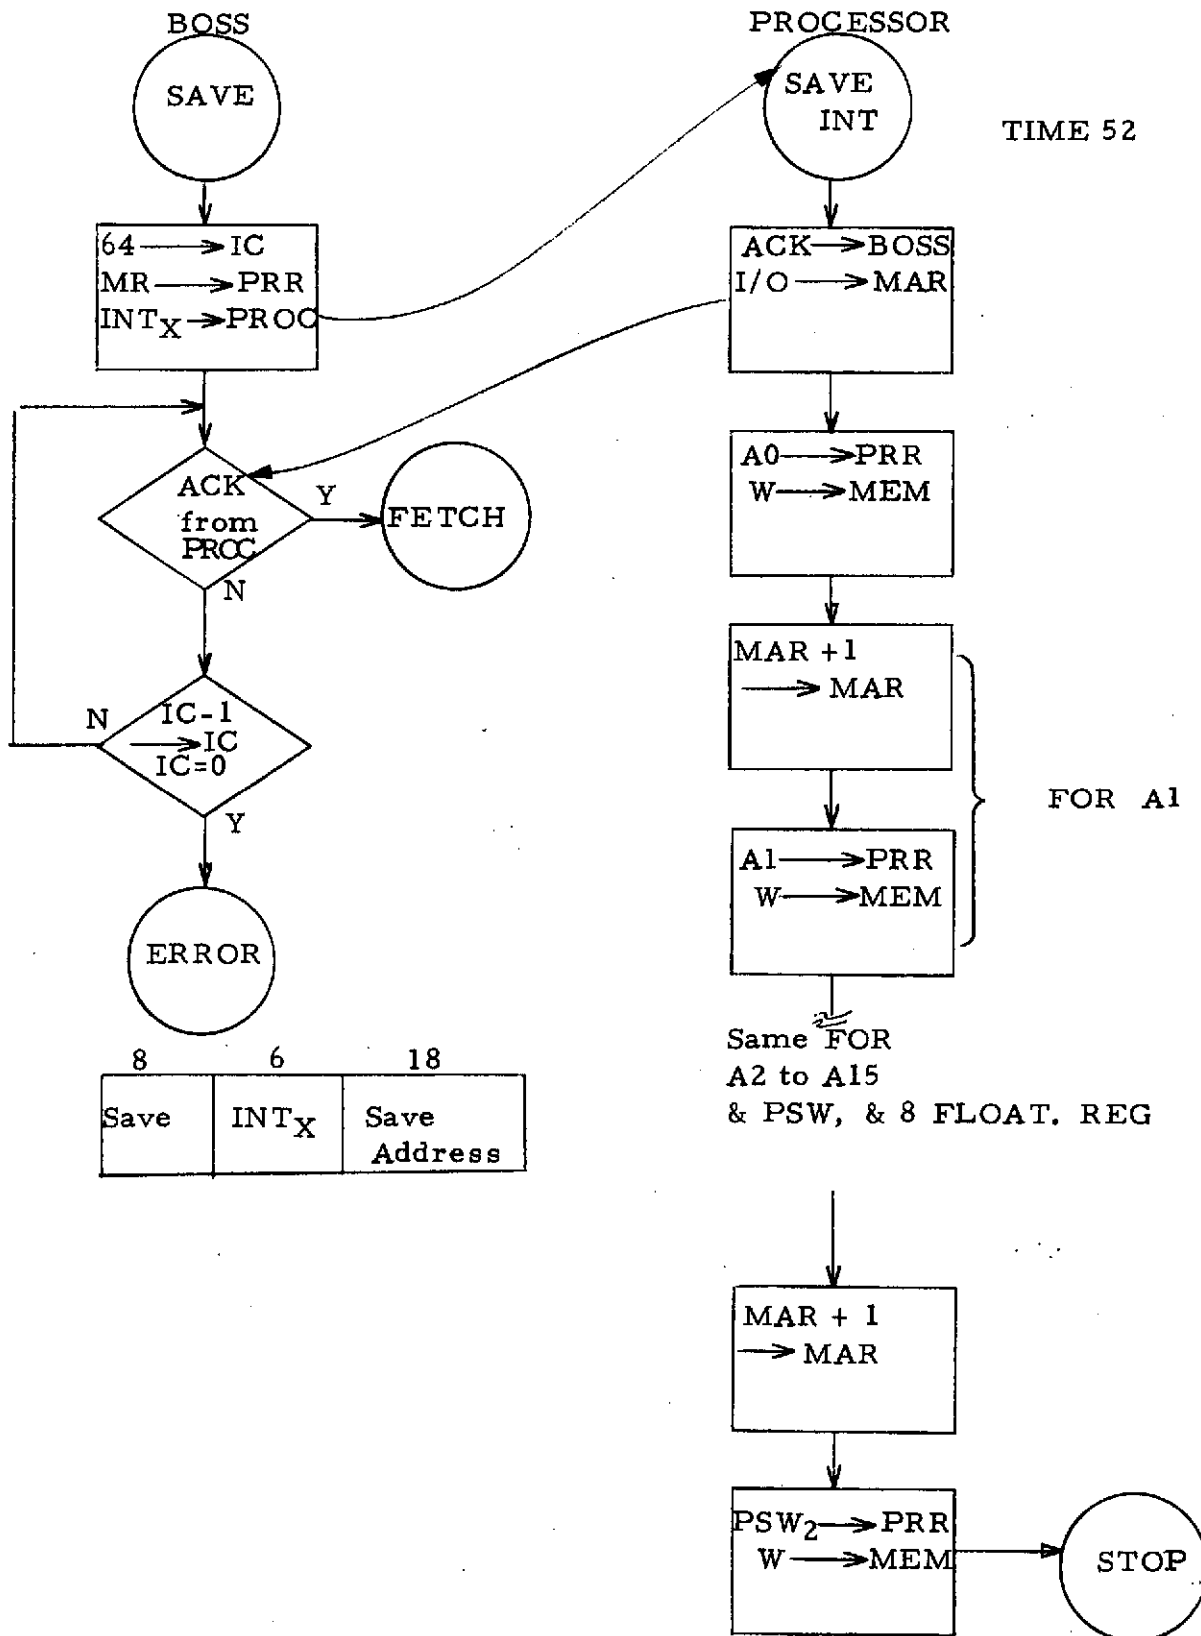 BOSS
SAVE
64 → IC
MR → PRR
INTX → PROC
ACK
from
PROC
Y
FETCH
N
IC-1
→ IC
IC=0
N
Y
ERROR
8 6 18
Save INTX Save
Address
PROCESSOR
SAVE
INT
TIME 52
ACK → BOSS
I/O → MAR
A0 → PRR
W → MEM
MAR +1
→ MAR
FOR A1
A1 → PRR
W → MEM
Same FOR
A2 to A15
& PSW, & 8 FLOAT. REG
MAR + 1
→ MAR
PSW2 → PRR
W → MEM
STOP